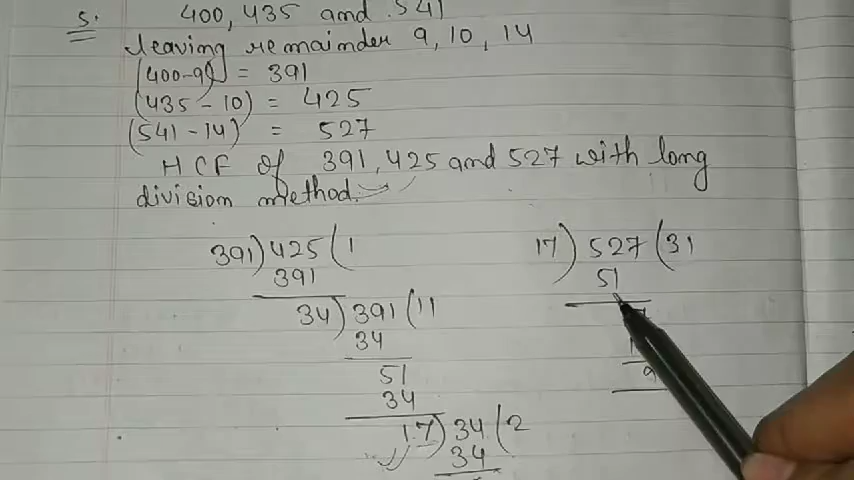 5. 400, 435 and 541
leaving remainder 9, 10, 14
(400-9) = 391
(435 - 10) = 425
(541 - 14) = 527
HCF of 391, 425 and 527 with long
division method.
391) 425 (1
391
34) 391 (11
34
51
34
17) 34 (2
34
17) 527 (31
51